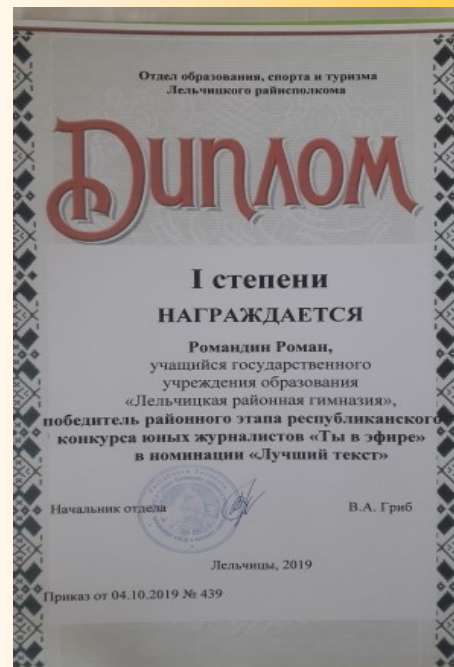 Отдел образования, спорта и туризма
Лельчицкого райисполкома
Диплом
I степени
НАГРАЖДАЕТСЯ
Романдин Роман,
учащийся государственного
учреждения образования
«Лельчицкая районная гимназия»,
победитель районного этапа республиканского
конкурса юных журналистов «Ты в эфире»
в номинации «Лучший текст»
Начальник отдела В.А. Гриб
Лельчицы, 2019
Приказ от 04.10.2019 № 439